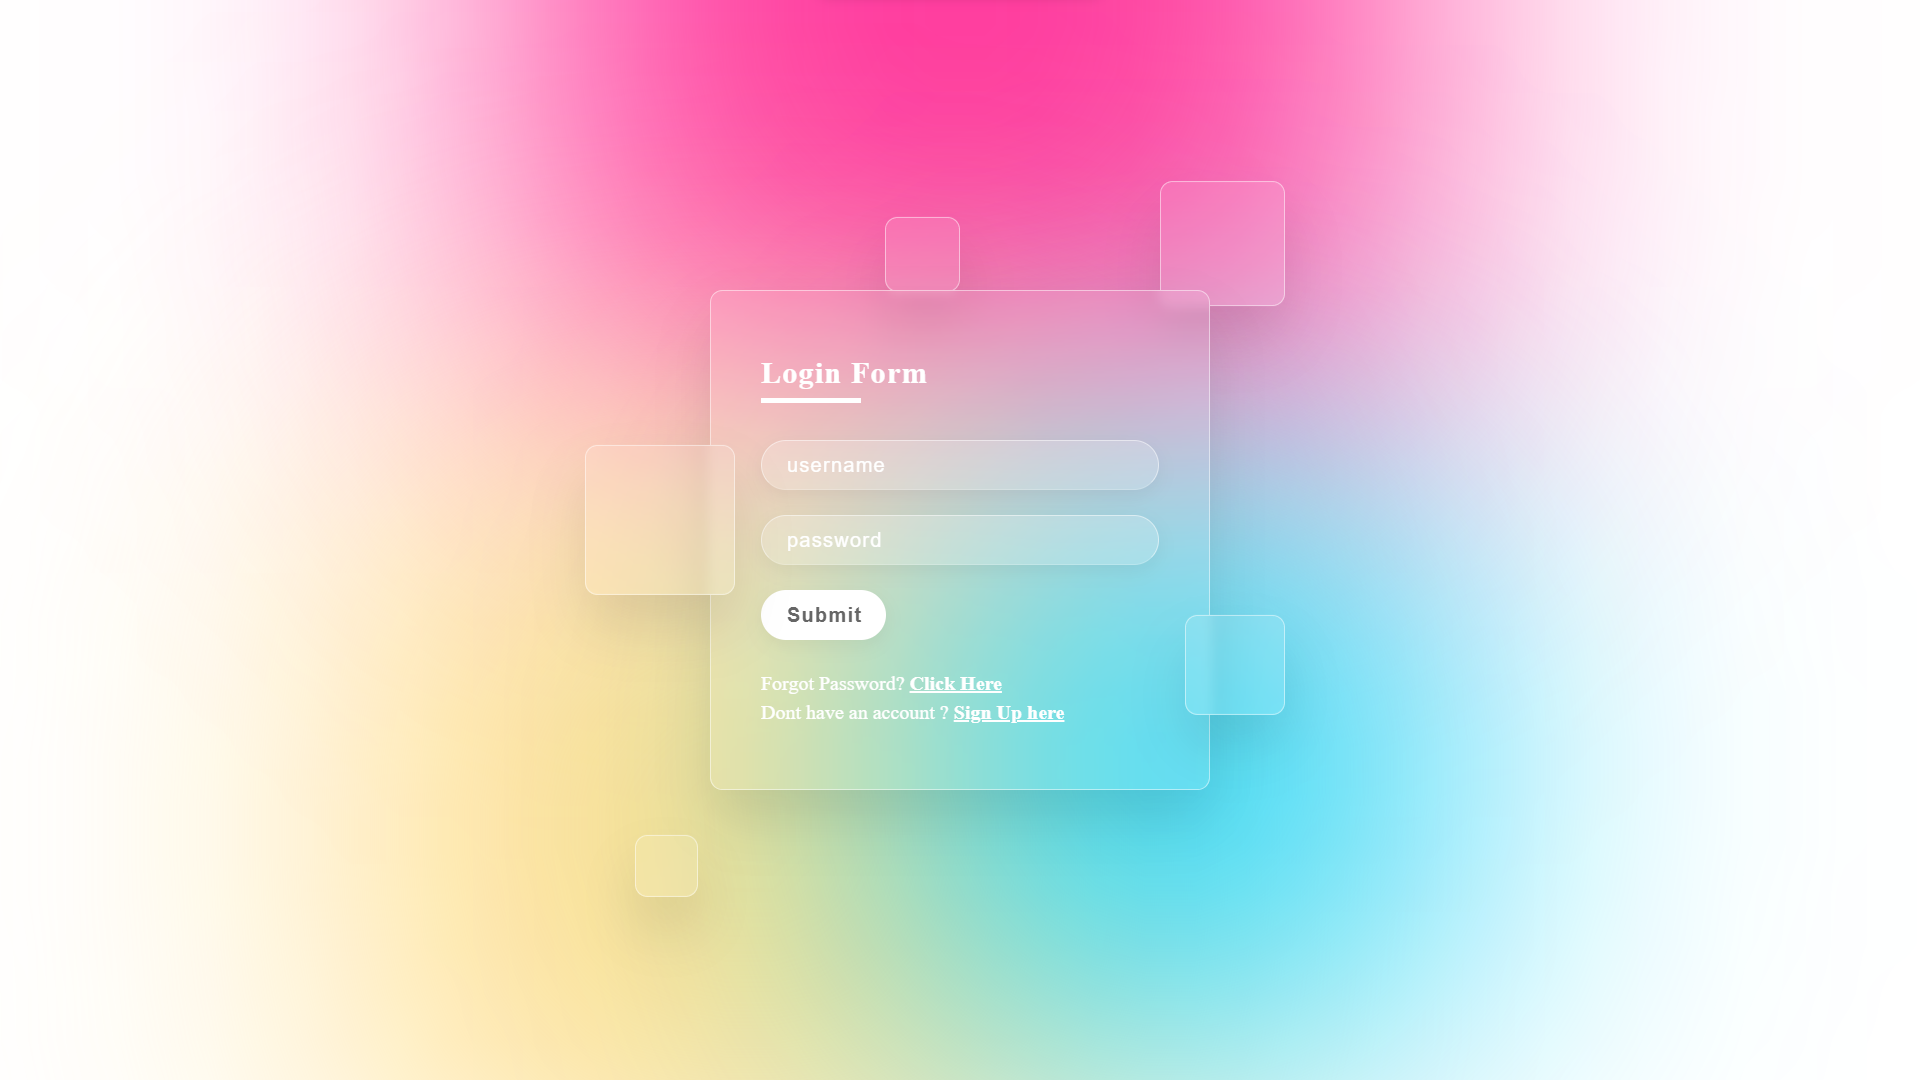 Login Form
username
password
Submit
Forgot Password? Click Here
Dont have an account ? Sign Up here